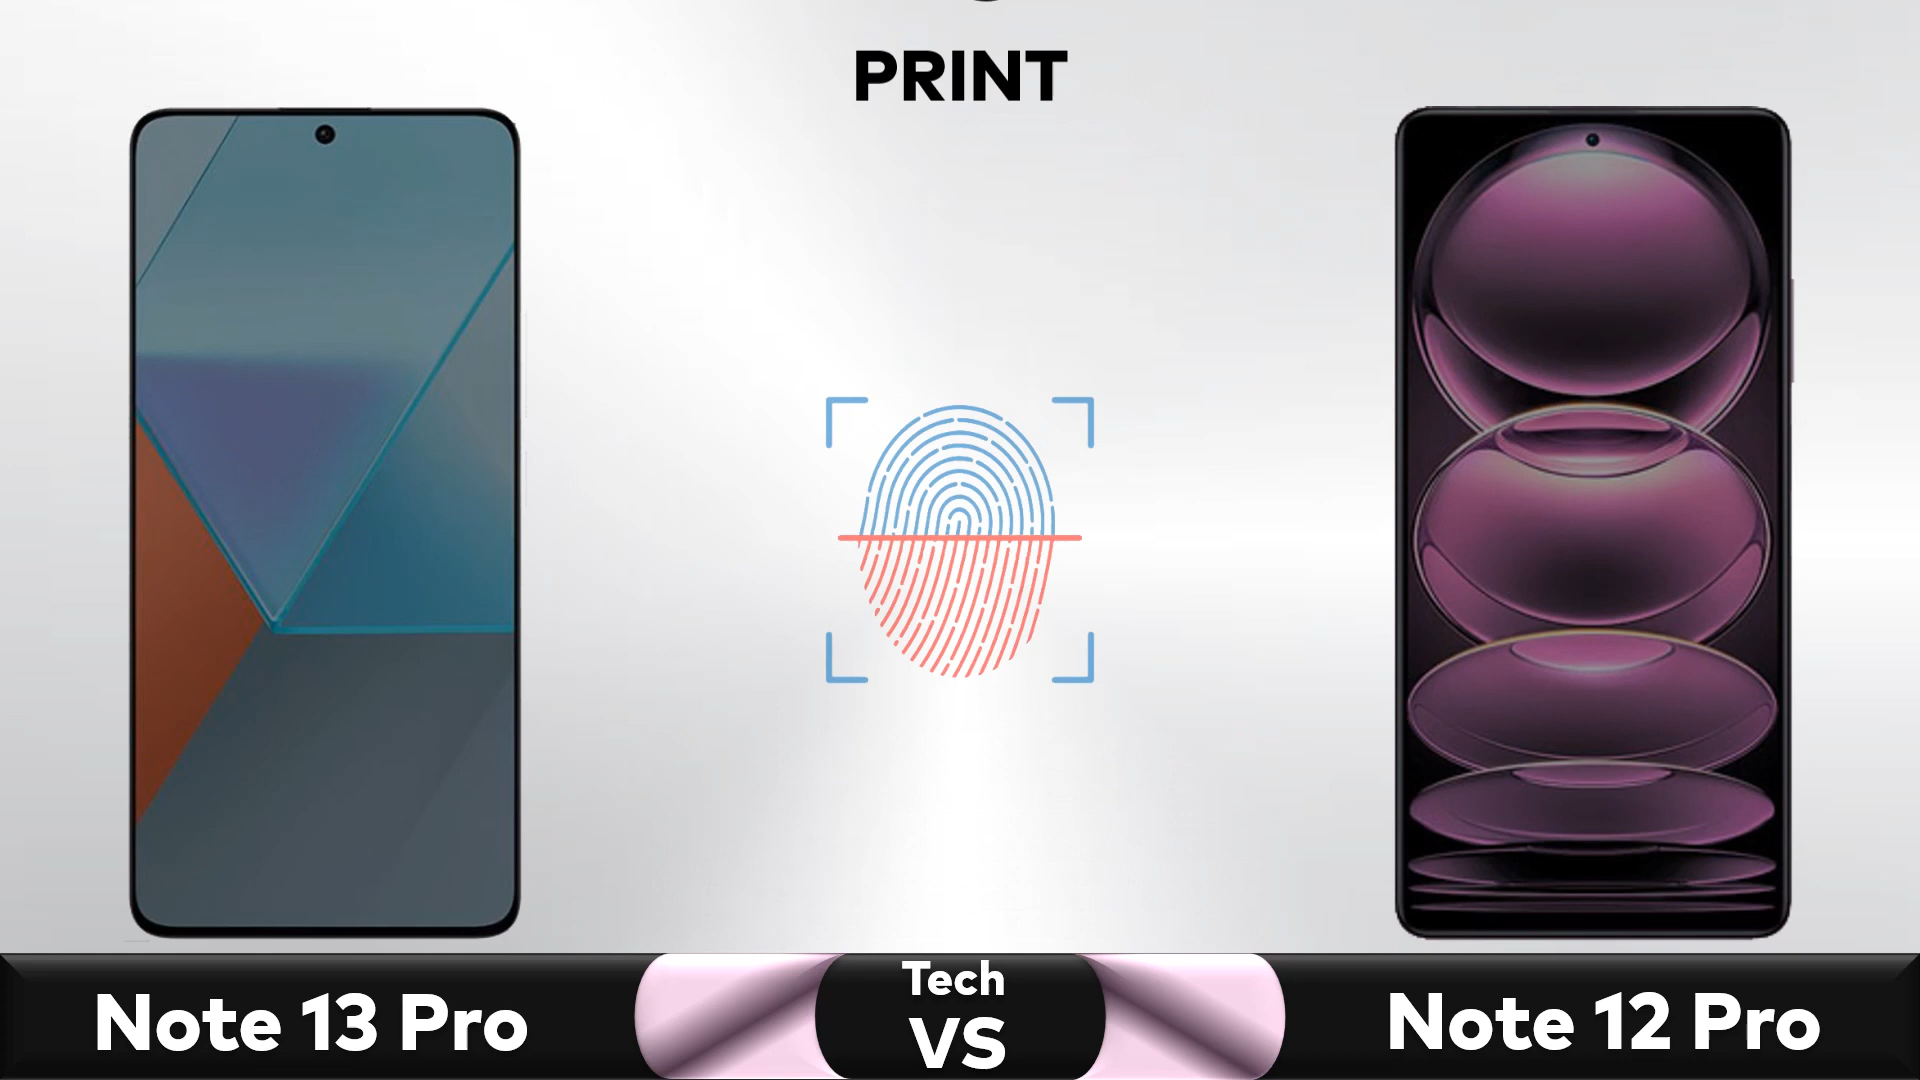 PRINT
Note 13 Pro
Tech
VS
Note 12 Pro